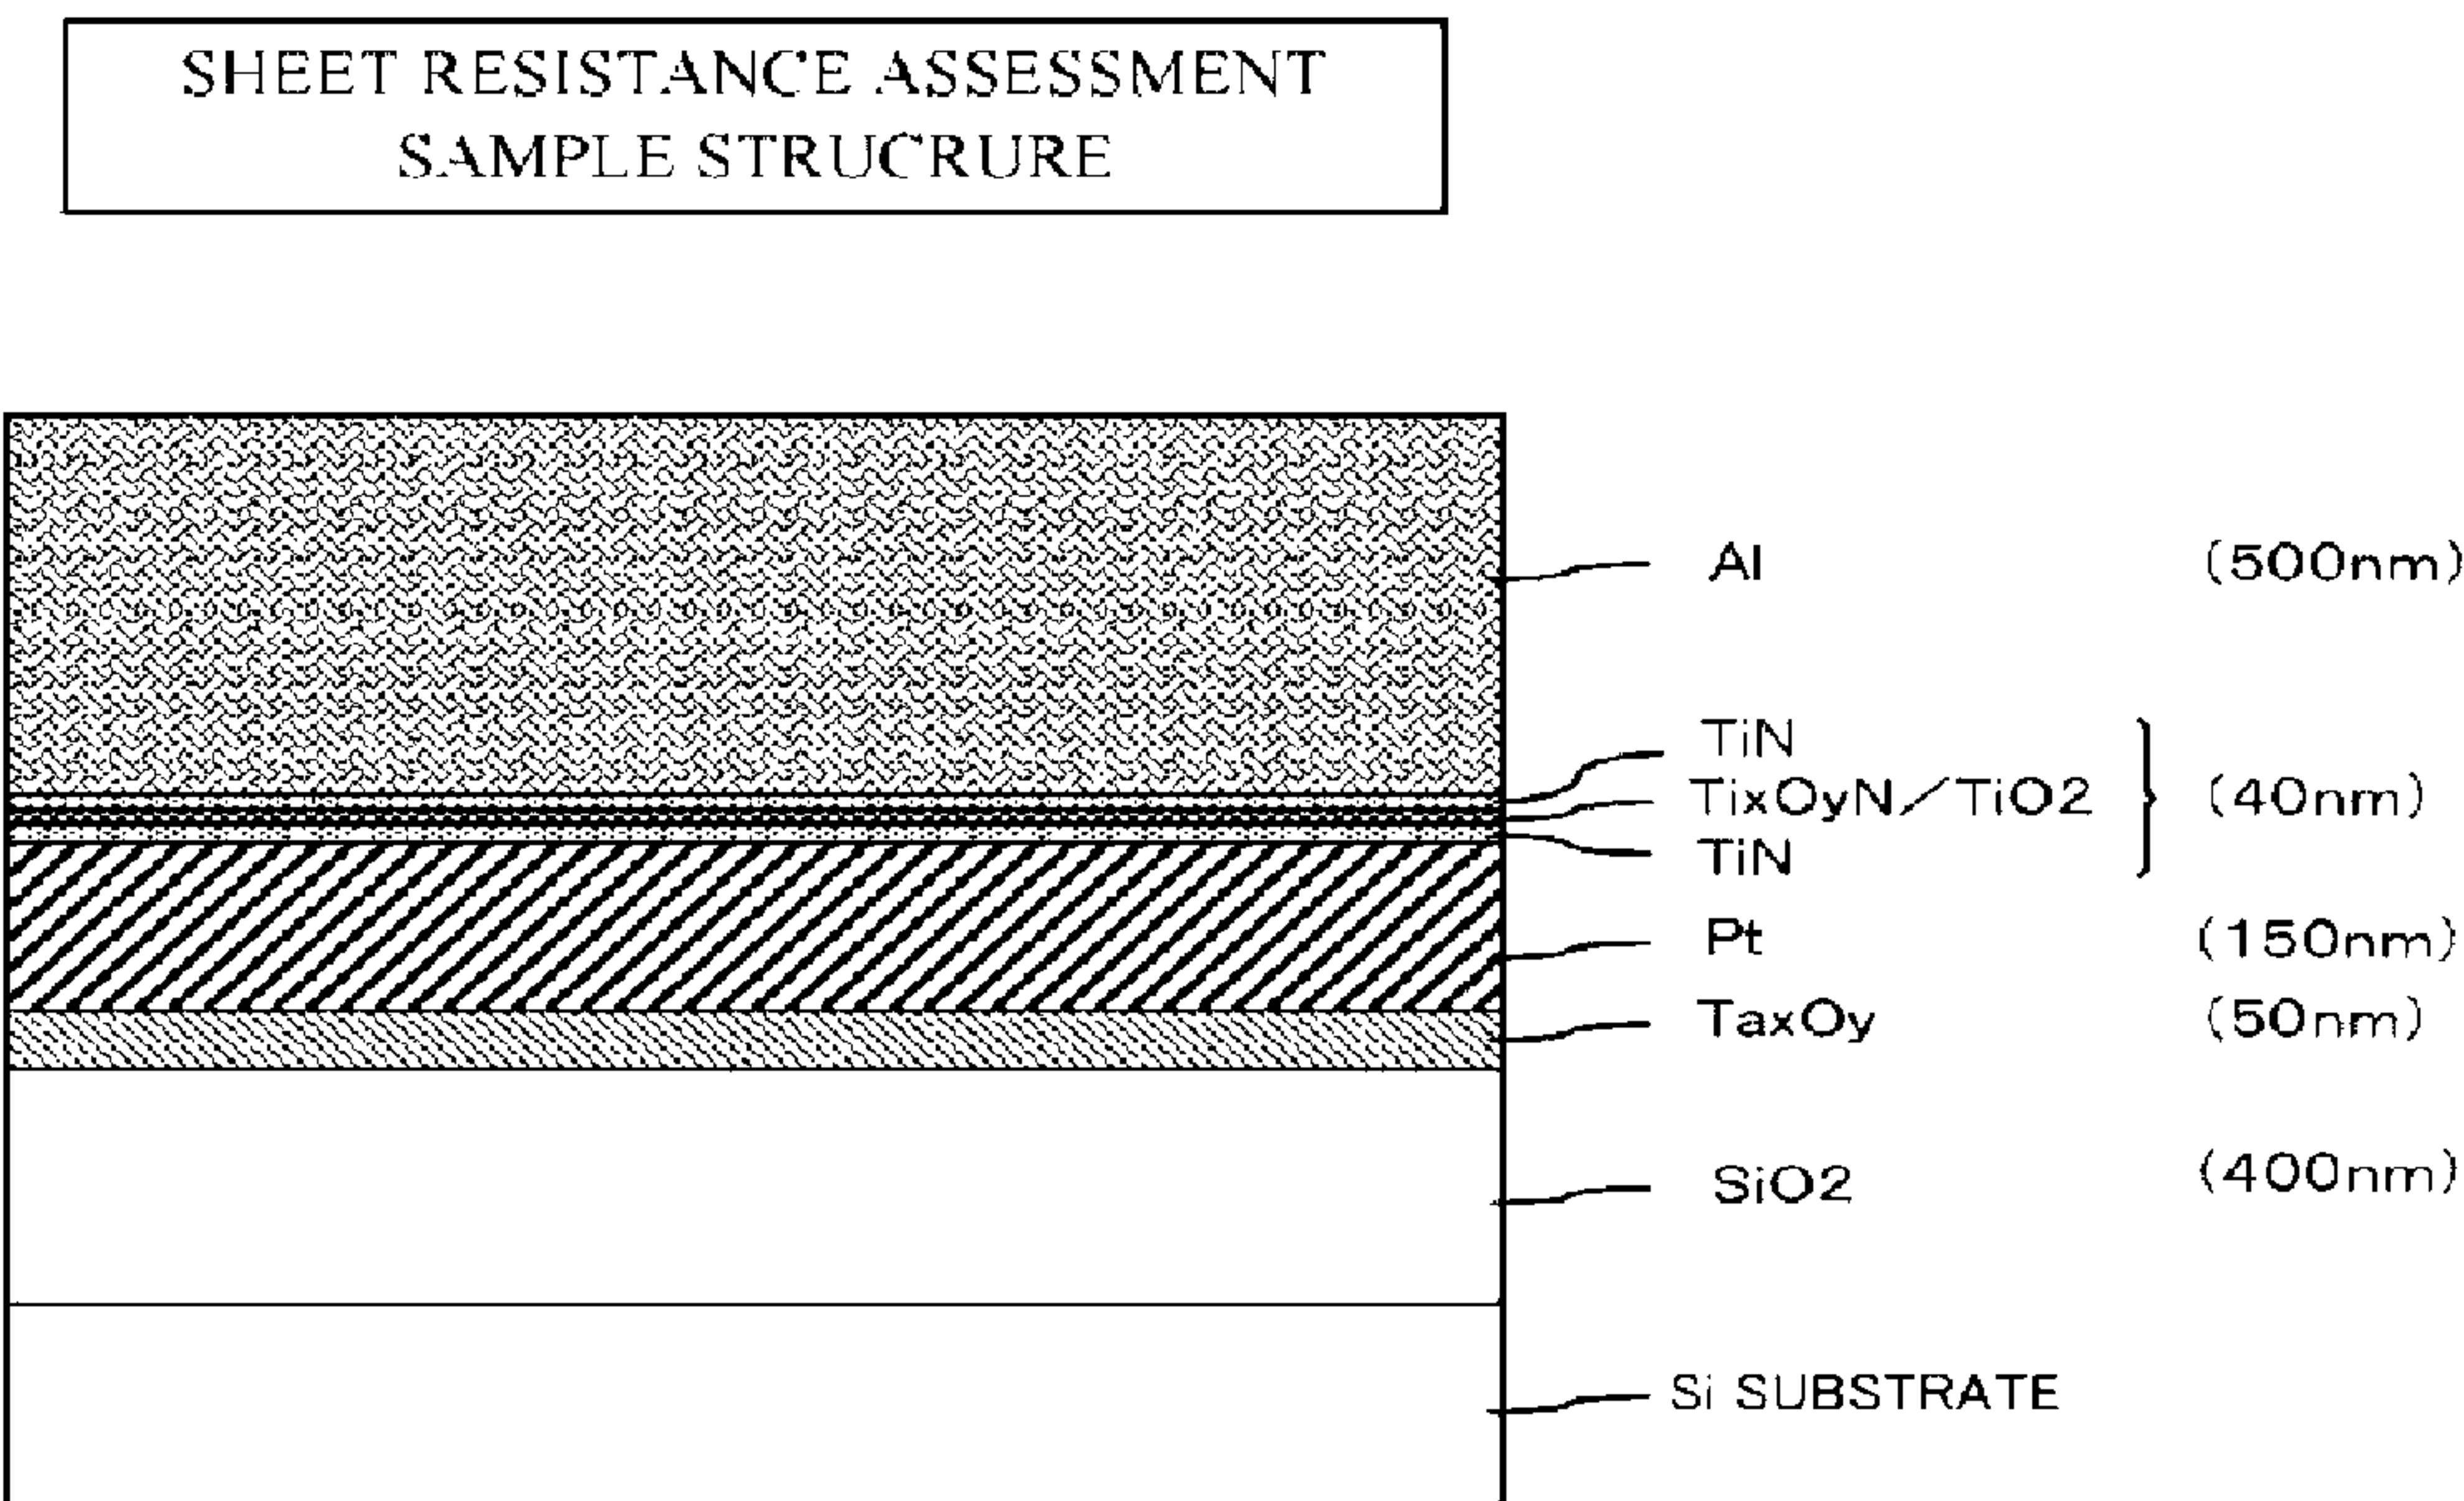 SHEET RESISTANCE ASSESSMENT
SAMPLE STRUCRURE
Al (500nm)
TiN
TixOyN/TiO2 (40nm)
TiN
Pt (150nm)
TaxOy (50nm)
SiO2 (400nm)
Si SUBSTRATE